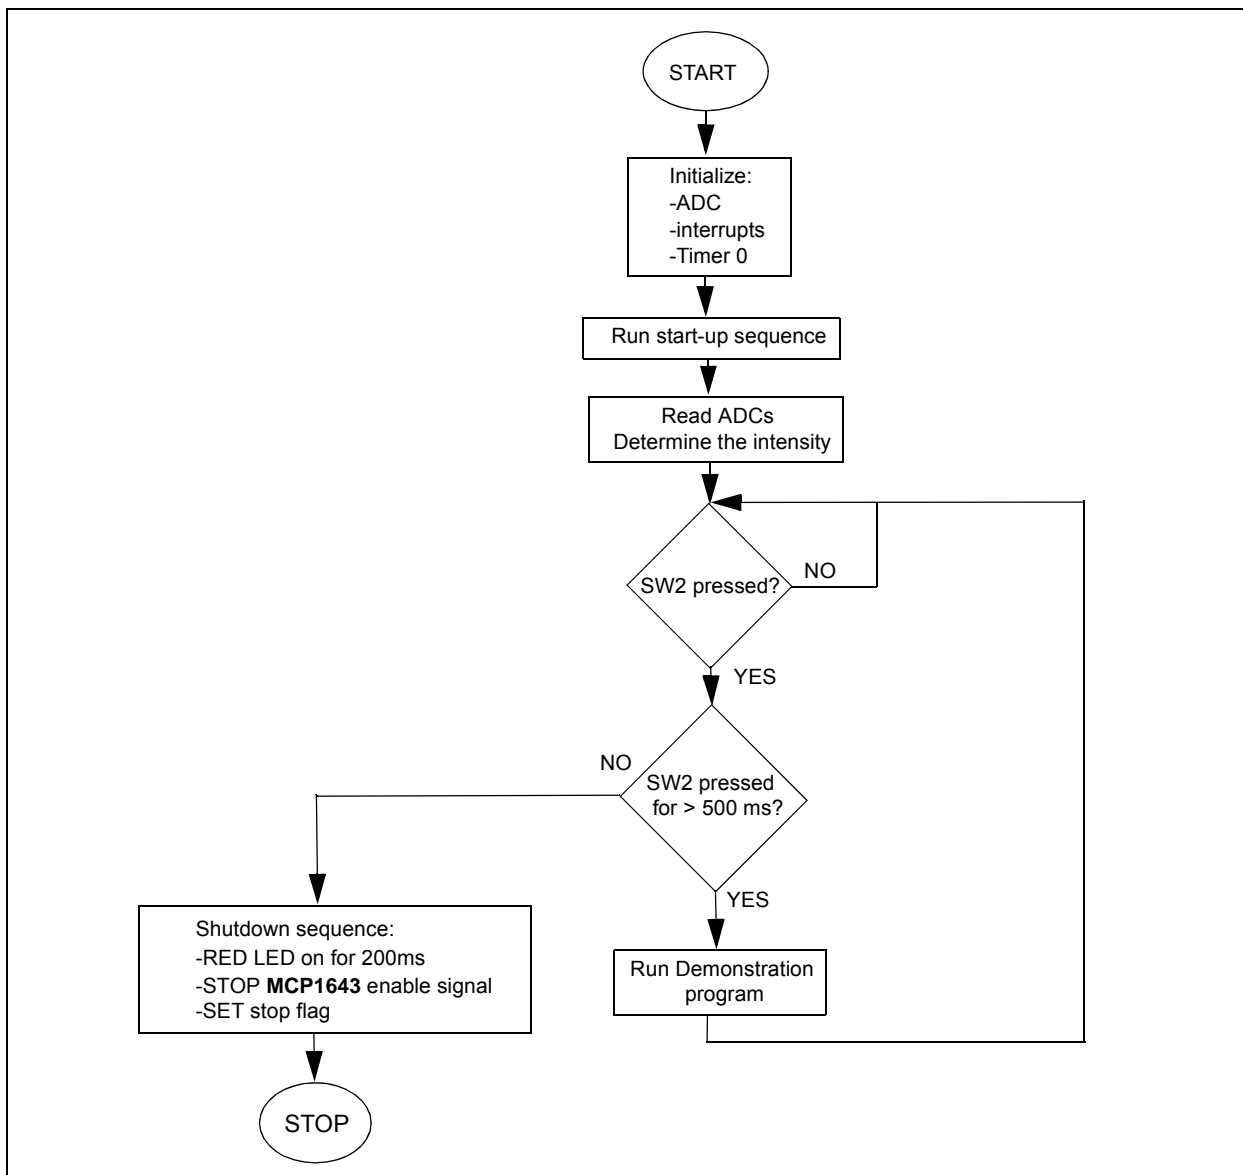 START
Initialize:
-ADC
-interrupts
-Timer 0
Run start-up sequence
Read ADCs
Determine the intensity
SW2 pressed?
NO
YES
NO
SW2 pressed
for > 500 ms?
YES
Shutdown sequence:
-RED LED on for 200ms
-STOP MCP1643 enable signal
-SET stop flag
Run Demonstration
program
STOP